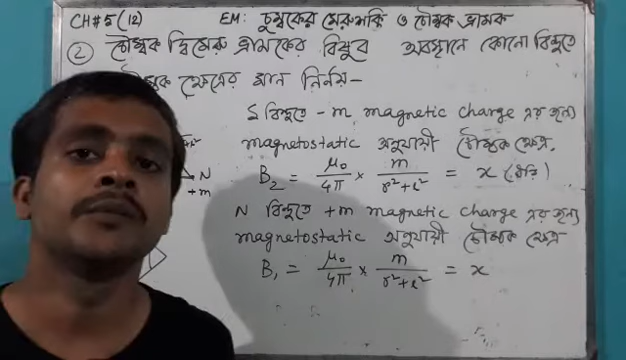 CH#5(12) EM: চুম্বকের মেরুশক্তি ও চৌম্বক ভ্রামক
② চৌম্বক দ্বিমেরু ভ্রামকের বিষুব অবস্থানে কোনো বিন্দুতে
ক্ষেত্রের মান নির্নয়—
S বিন্দুতে -m, magnetic charge এর জন্য
magnetostatic অনুযায়ী চৌম্বক ক্ষেত্র,
B₂ = μ₀/4π × m/r²+l² = x (ধরি)
N
+m
N বিন্দুতে +m magnetic charge এর জন্য
magnetostatic অনুযায়ী চৌম্বক ক্ষেত্র
B₁ = μ₀/4π × m/r²+l² = x